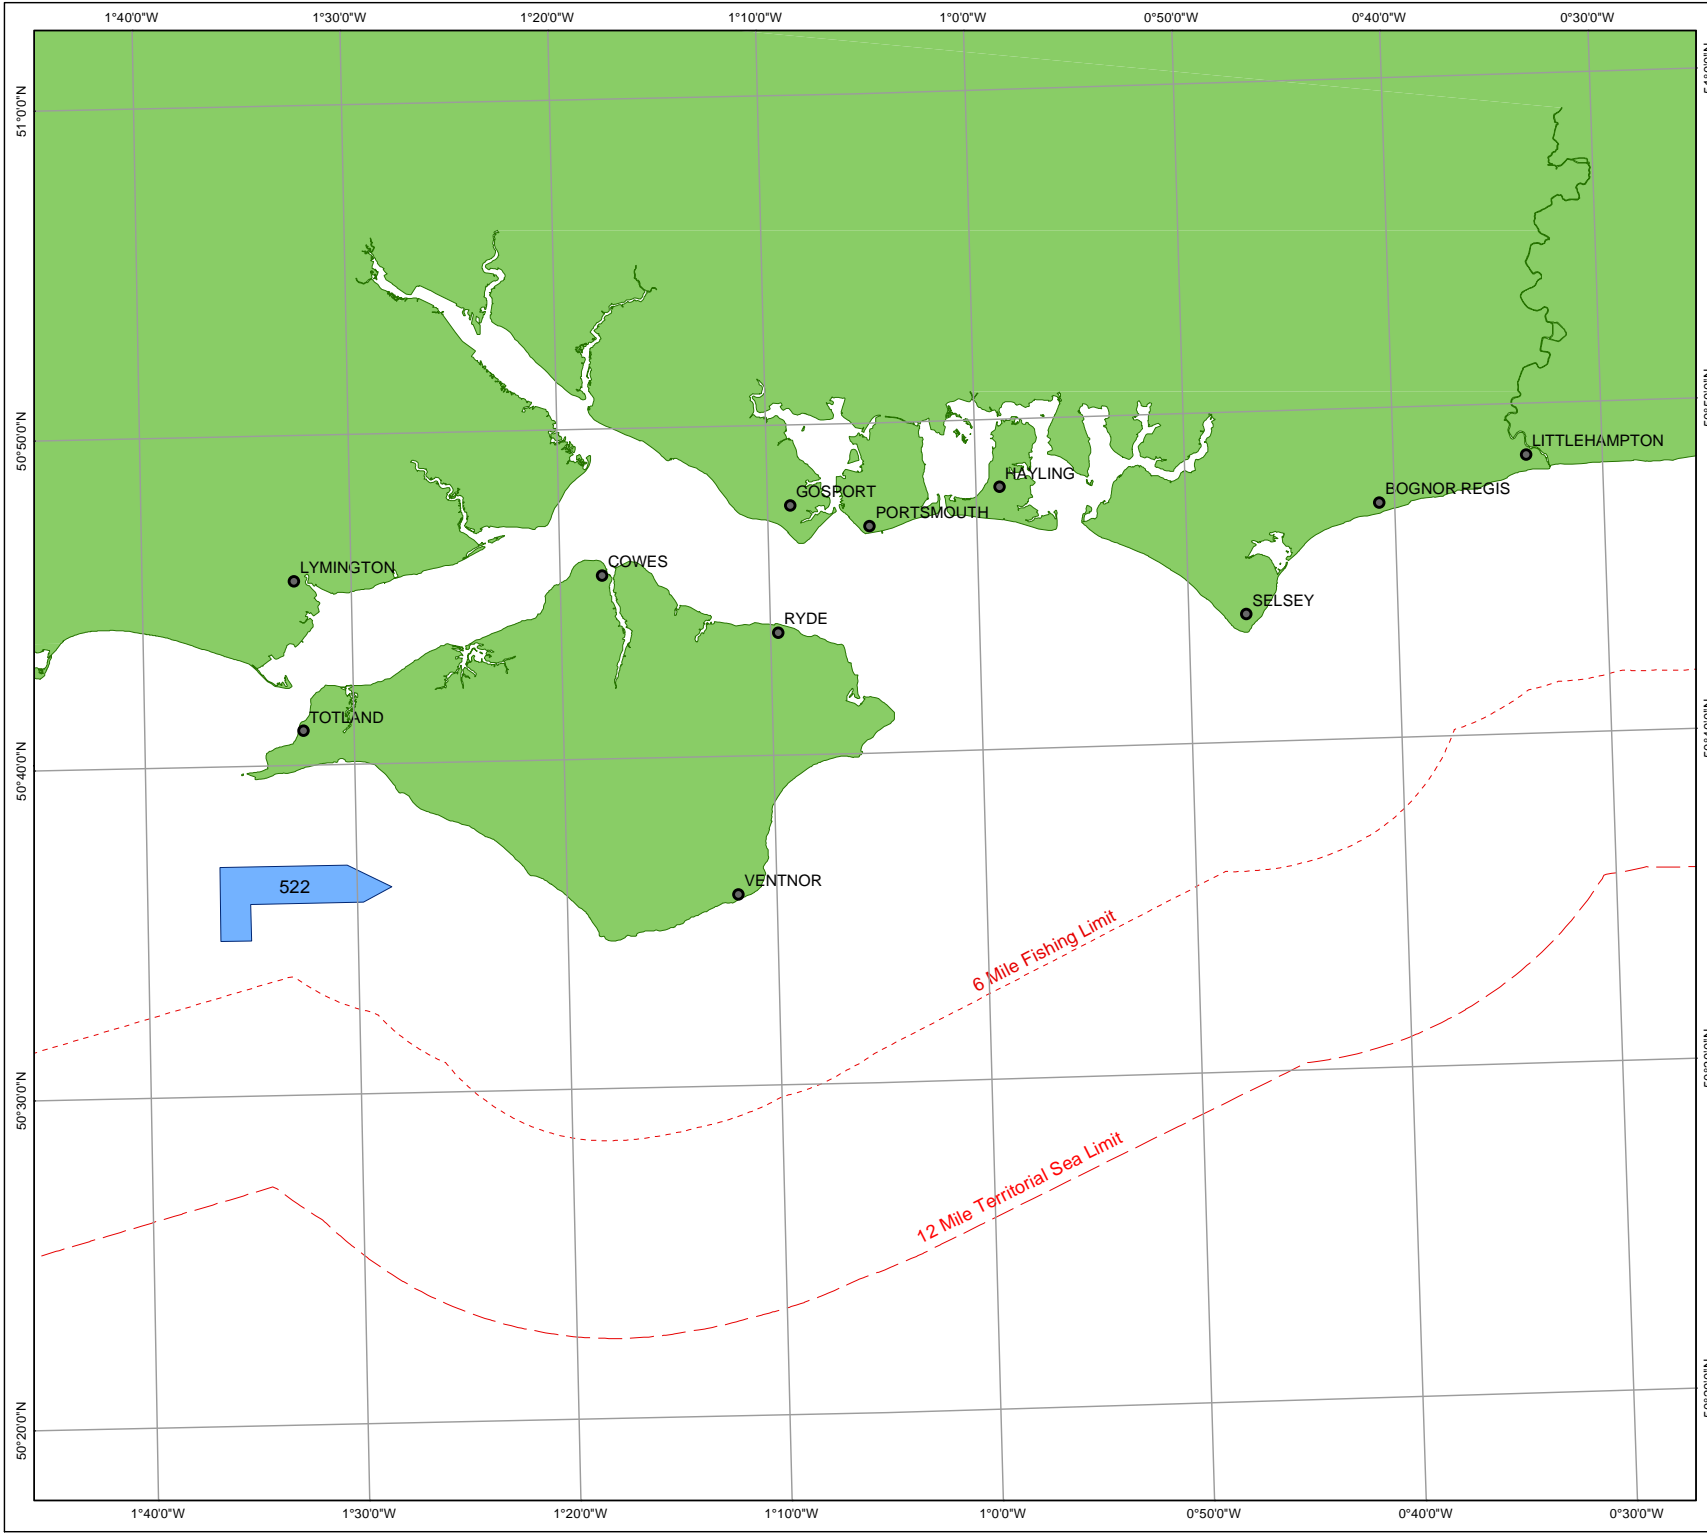 1°40'0"W
1°30'0"W
1°20'0"W
1°10'0"W
1°0'0"W
0°50'0"W
0°40'0"W
0°30'0"W
51°0'0"N
50°50'0"N
LITTLEHAMPTON
HAYLING
BOGNOR REGIS
GOSPORT
PORTSMOUTH
COWES
LYMINGTON
SELSEY
RYDE
TOTLAND
50°40'0"N
522
VENTNOR
6 Mile Fishing Limit
50°30'0"N
12 Mile Territorial Sea Limit
50°20'0"N
1°40'0"W
1°30'0"W
1°20'0"W
1°10'0"W
1°0'0"W
0°50'0"W
0°40'0"W
0°30'0"W